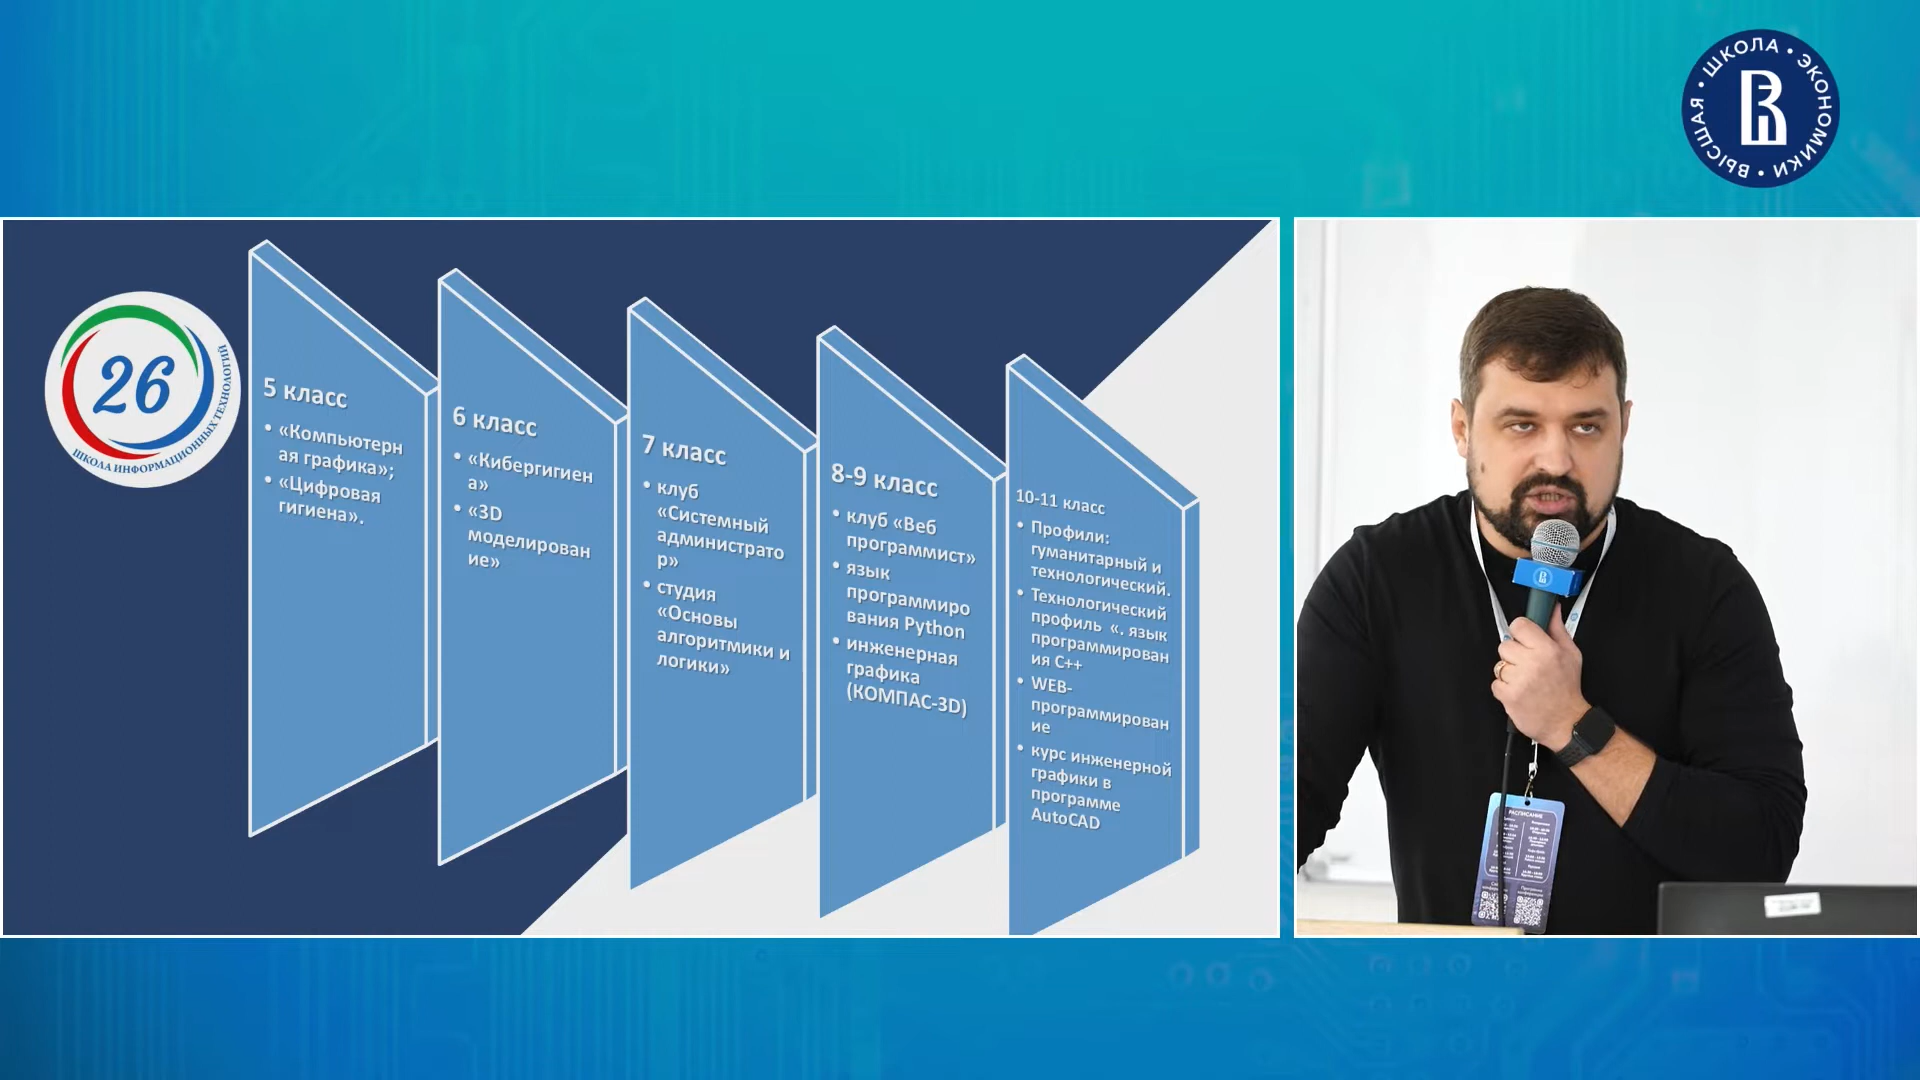 ВЫСШАЯ • ШКОЛА • ЭКОНОМИКИ •
26
ШКОЛА ИНФОРМАЦИОННЫХ ТЕХНОЛОГИЙ
5 класс
• «Компьютерн
ая графика»;
• «Цифровая
гигиена».
6 класс
• «Кибергигиен
а»
• «3D
моделирован
ие»
7 класс
• клуб
«Системный
администрато
р»
• студия
«Основы
алгоритмики и
логики»
8-9 класс
• клуб «Веб
программист»
• язык
программиро
вания Python
• инженерная
графика
(КОМПАС-3D)
10-11 класс
• Профили:
гуманитарный и
технологический.
• Технологический
профиль «. язык
программирован
ия С++
• WEB-
программирован
ие
• курс инженерной
графики в
программе
AutoCAD
РАСПИСАНИЕ